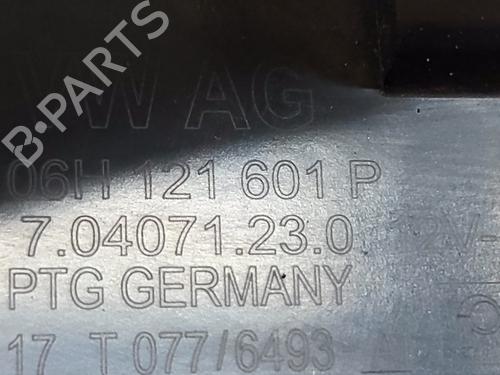 VW AG
06H 121 601 P
7.04071.23.0
PTG GERMANY
17 T 077/6493
B-PARTS